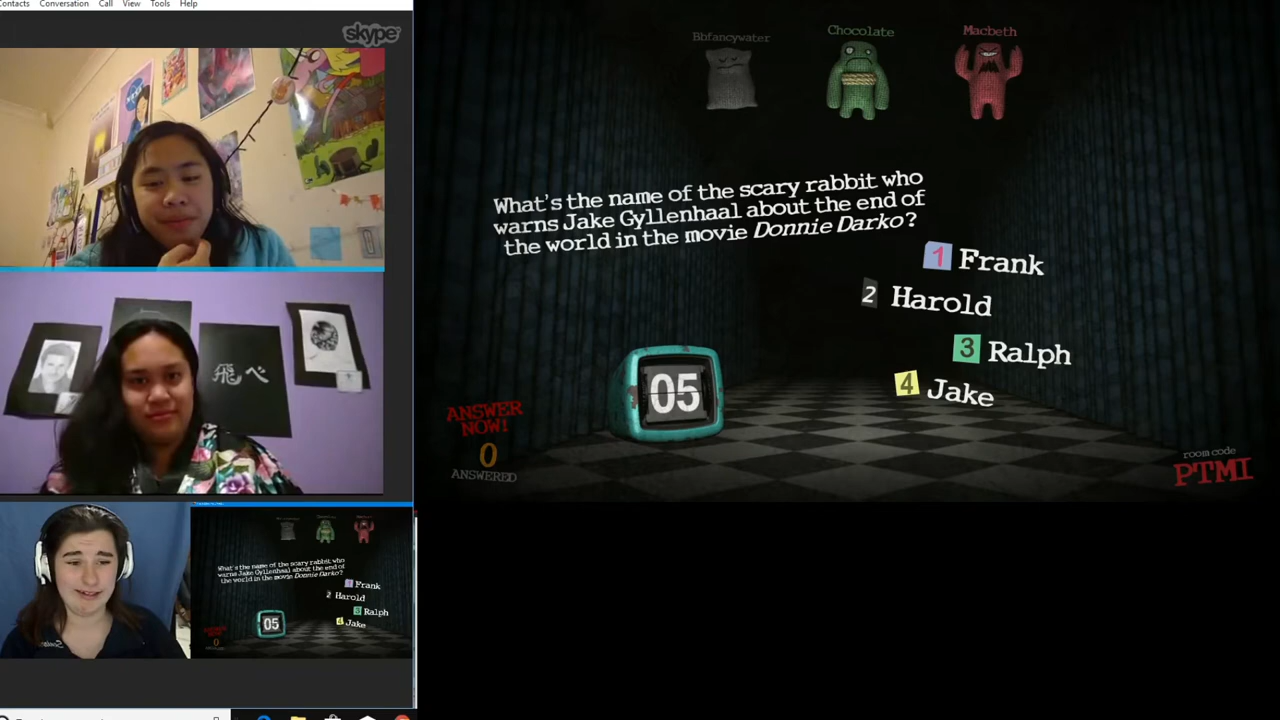 Contacts Conversation Call View Tools Help
skype
飛べ
Bbfancywater
Chocolate
Macbeth
What's the name of the scary rabbit who
warns Jake Gyllenhaal about the end of
the world in the movie Donnie Darko?
1 Frank
2 Harold
3 Ralph
4 Jake
05
ANSWER
NOW!
0
ANSWERED
room code
PTMI
What's the name of the scary rabbit who
warns Jake Gyllenhaal about the end of
the world in the movie Donnie Darko?
1 Frank
2 Harold
3 Ralph
4 Jake
05